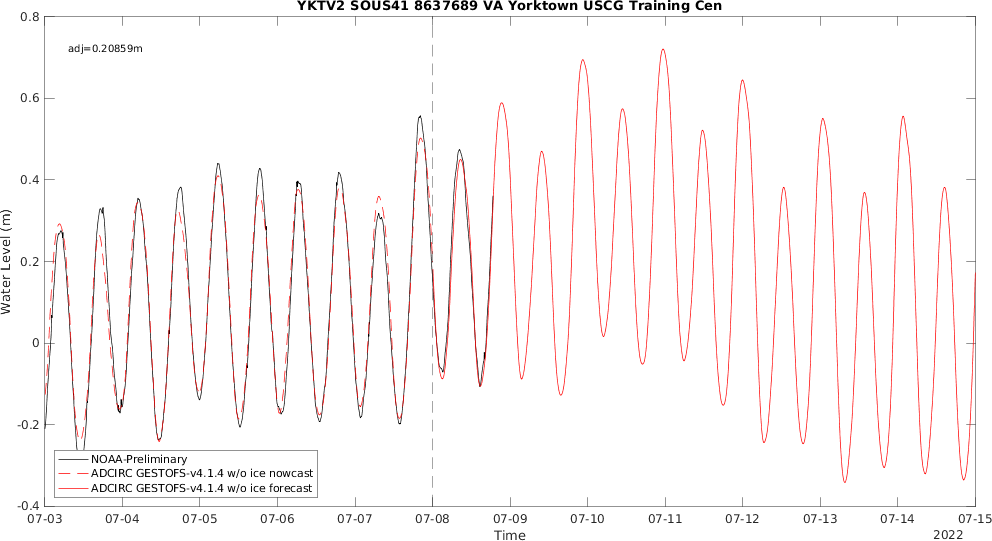 YKTV2 SOUS41 8637689 VA Yorktown USCG Training Cen
adj=0.20859m
0.8
0.6
0.4
0.2
0
-0.2
-0.4
Water Level (m)
NOAA-Preliminary
ADCIRC GESTOFS-v4.1.4 w/o ice nowcast
ADCIRC GESTOFS-v4.1.4 w/o ice forecast
07-03 07-04 07-05 07-06 07-07 07-08 07-09 07-10 07-11 07-12 07-13 07-14 07-15
Time
2022